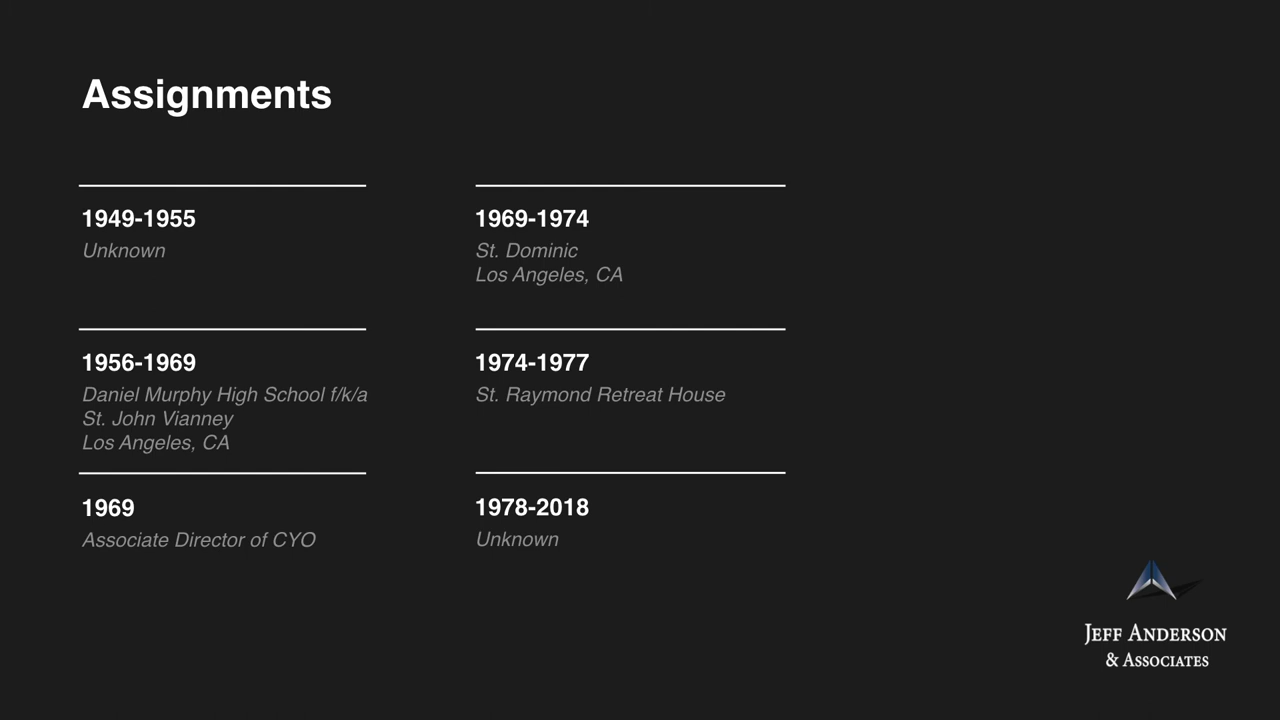 Assignments
1949-1955
Unknown
1956-1969
Daniel Murphy High School f/k/a
St. John Vianney
Los Angeles, CA
1969
Associate Director of CYO
1969-1974
St. Dominic
Los Angeles, CA
1974-1977
St. Raymond Retreat House
1978-2018
Unknown
JEFF ANDERSON
& ASSOCIATES